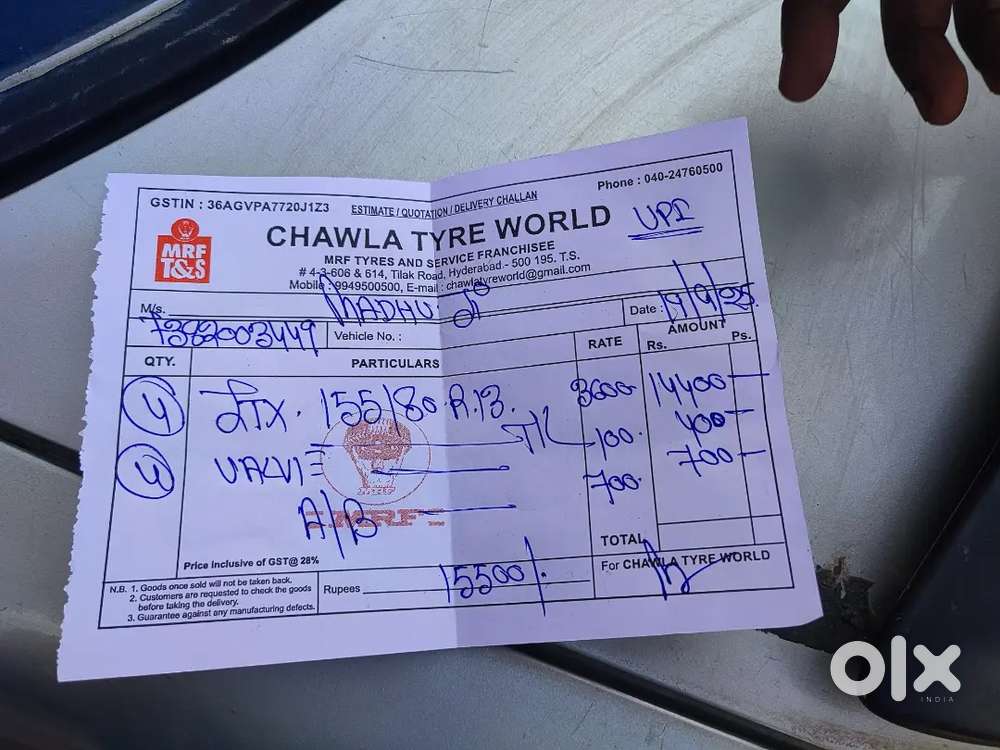 GSTIN : 36AGVPA7720J1Z3 ESTIMATE / QUOTATION / DELIVERY CHALLAN Phone : 040-24760500
MRF
T&S
CHAWLA TYRE WORLD UPI
MRF TYRES AND SERVICE FRANCHISEE
# 4-3-606 & 614, Tilak Road, Hyderabad - 500 195. T.S.
Mobile : 9949500500, E-mail : chawlatyreworld@gmail.com
M/s. MADHU Date : 19/9/25
7382003449 Vehicle No. :
QTY. PARTICULARS RATE AMOUNT
Rs. Ps.
4 155/80.R.13. 3600 14400
T/L
4 100. 400
A/B 700. 700
MRF
TOTAL
Price Inclusive of GST@ 28%
For CHAWLA TYRE WORLD
Rupees 15500/.
N.B. 1. Goods once sold will not be taken back.
2. Customers are requested to check the goods
before taking the delivery.
3. Guarantee against any manufacturing defects.
olx
INDIA